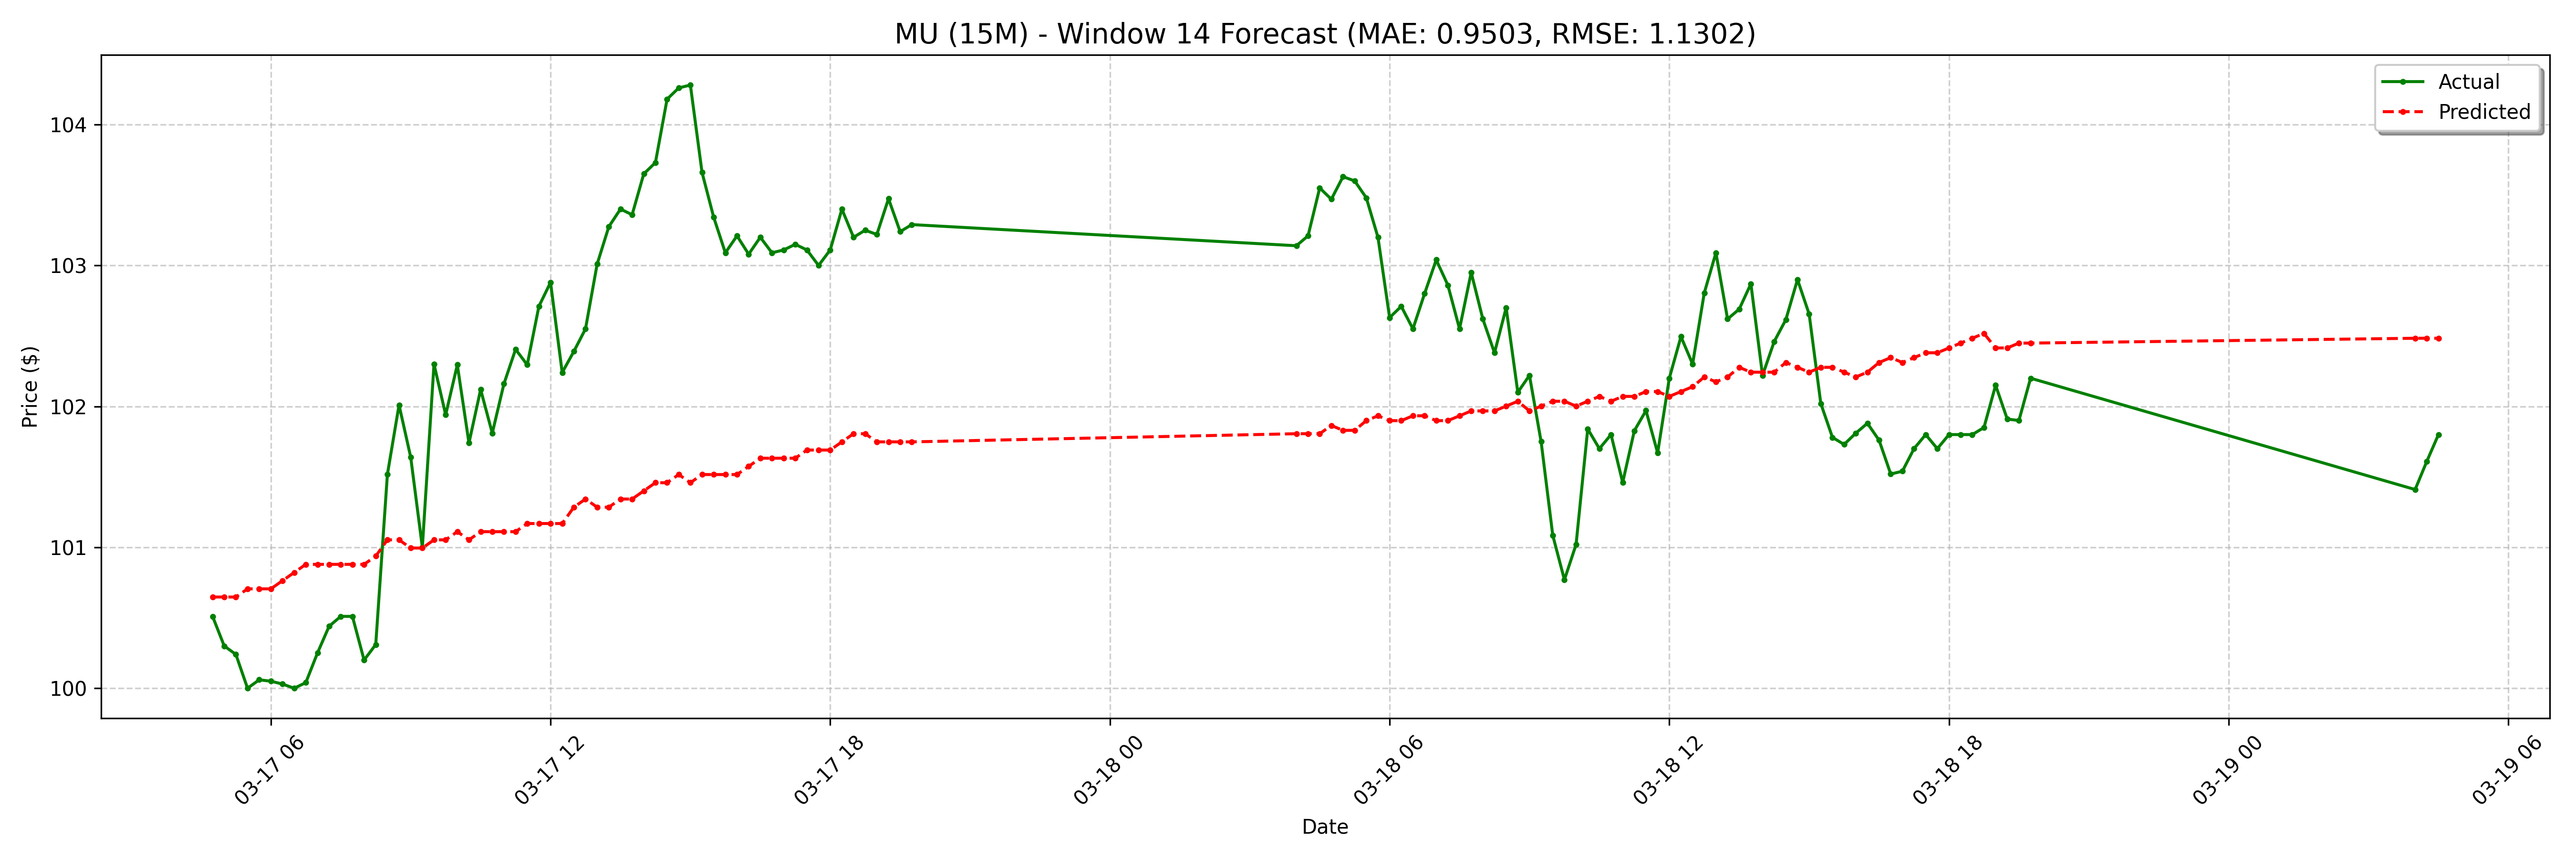 MU (15M) - Window 14 Forecast (MAE: 0.9503, RMSE: 1.1302)
Actual
Predicted
Price ($)
104
103
102
101
100
03-17 06
03-17 12
03-17 18
03-18 00
03-18 06
03-18 12
03-18 18
03-19 00
03-19 06
Date